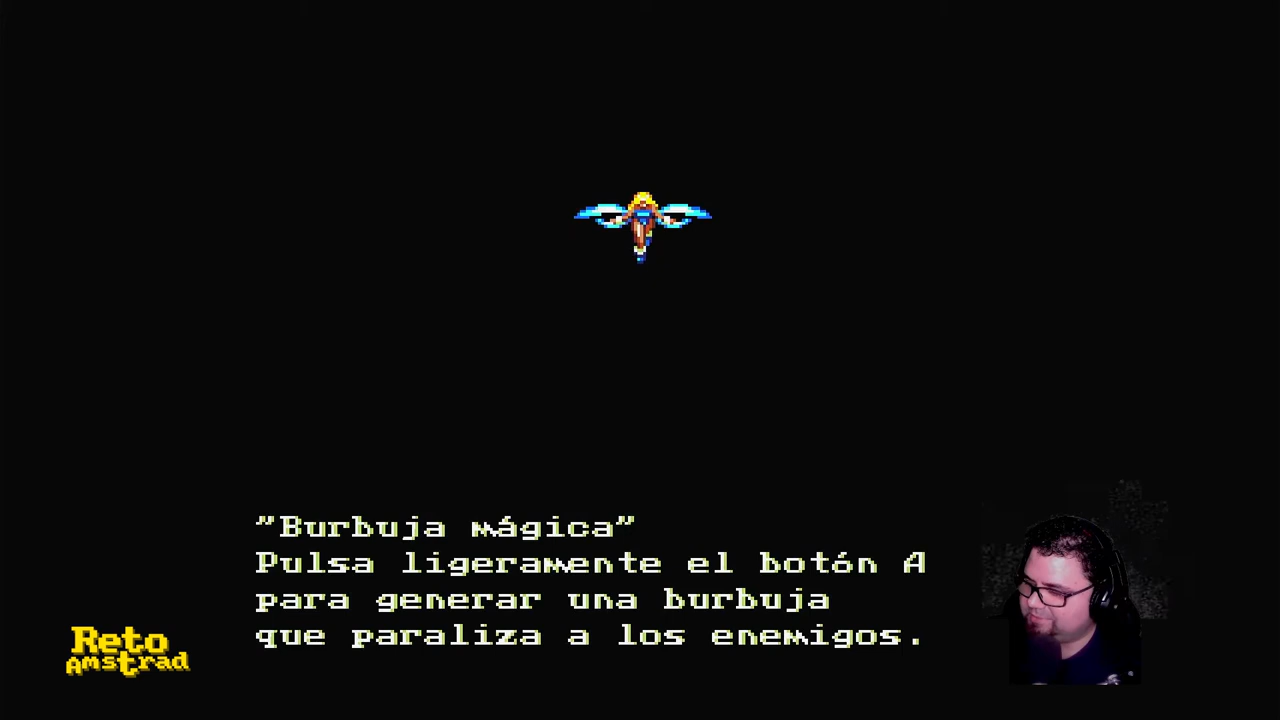 "Burbuja mágica"
Pulsa ligeramente el botón A
para generar una burbuja
que paraliza a los enemigos.
Reto
Amstrad